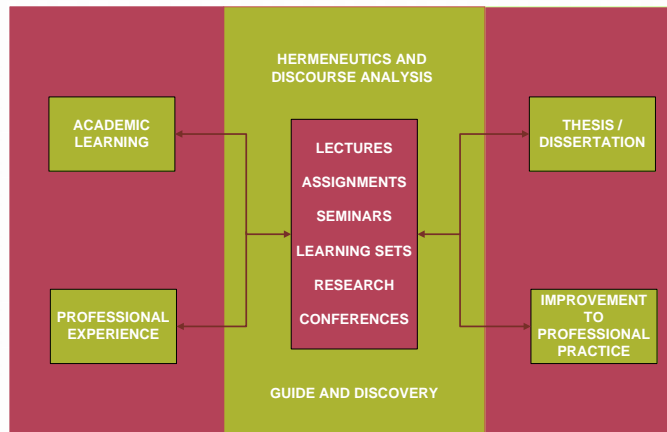 HERMENEUTICS AND
DISCOURSE ANALYSIS
ACADEMIC
LEARNING
THESIS /
DISSERTATION
LECTURES
ASSIGNMENTS
SEMINARS
LEARNING SETS
RESEARCH
CONFERENCES
PROFESSIONAL
EXPERIENCE
IMPROVEMENT
TO
PROFESSIONAL
PRACTICE
GUIDE AND DISCOVERY